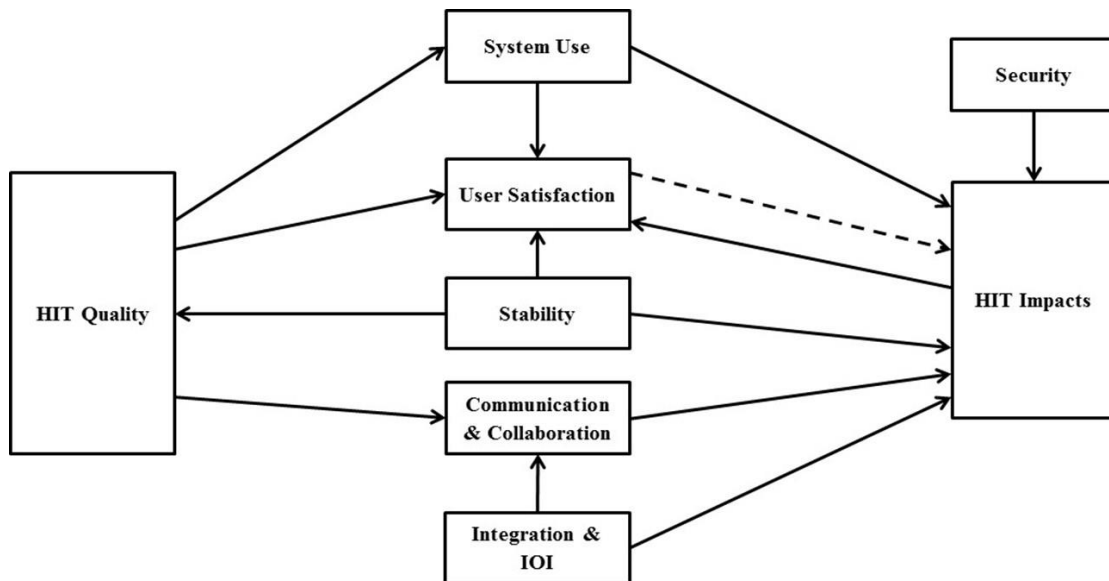 System Use
Security
User Satisfaction
HIT Quality
Stability
HIT Impacts
Communication
& Collaboration
Integration &
IOI